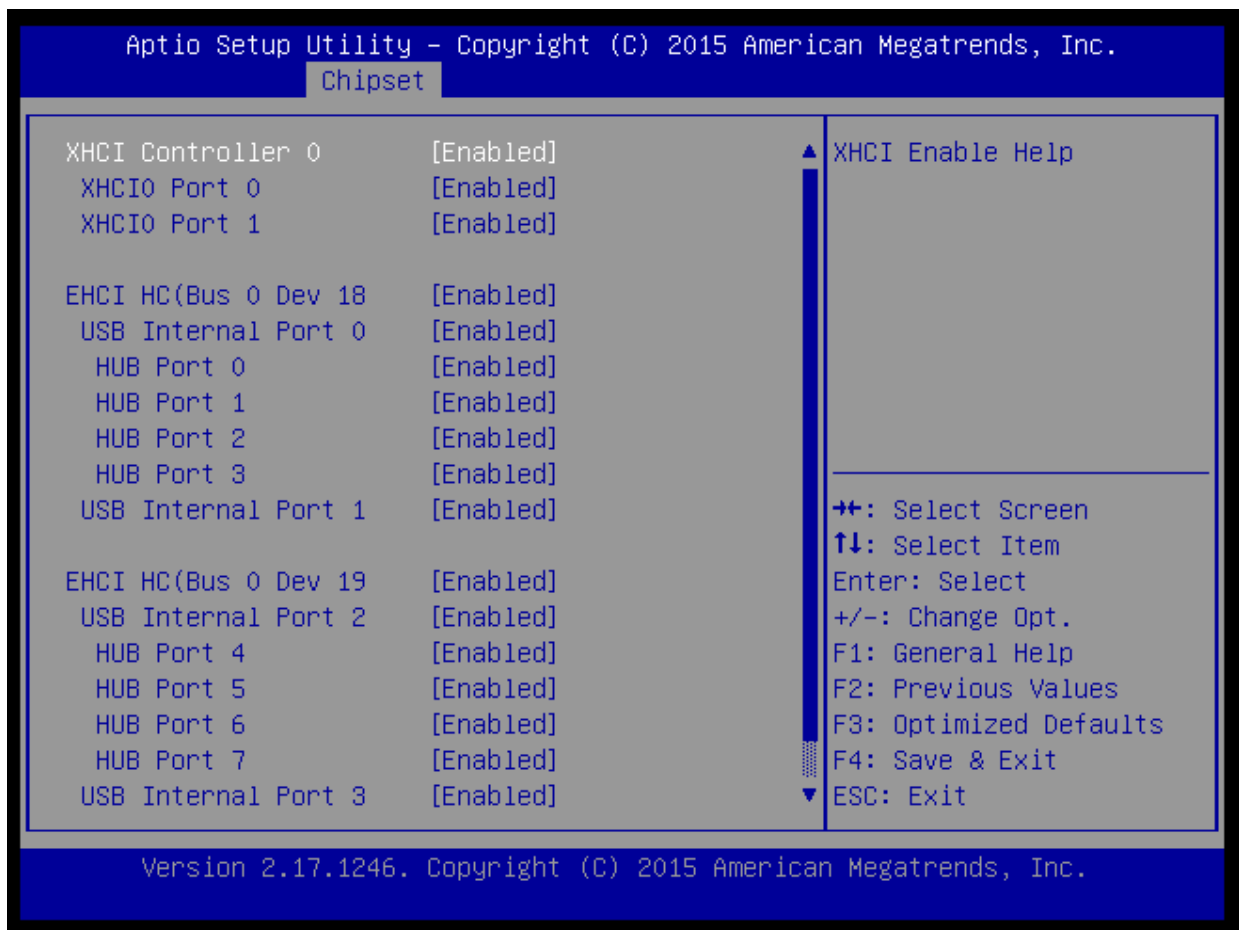 Aptio Setup Utility – Copyright (C) 2015 American Megatrends, Inc.
Chipset
XHCI Controller 0 [Enabled]
XHCI0 Port 0 [Enabled]
XHCI0 Port 1 [Enabled]
EHCI HC(Bus 0 Dev 18 [Enabled]
USB Internal Port 0 [Enabled]
HUB Port 0 [Enabled]
HUB Port 1 [Enabled]
HUB Port 2 [Enabled]
HUB Port 3 [Enabled]
USB Internal Port 1 [Enabled]
EHCI HC(Bus 0 Dev 19 [Enabled]
USB Internal Port 2 [Enabled]
HUB Port 4 [Enabled]
HUB Port 5 [Enabled]
HUB Port 6 [Enabled]
HUB Port 7 [Enabled]
USB Internal Port 3 [Enabled]
XHCI Enable Help
→←: Select Screen
↑↓: Select Item
Enter: Select
+/-: Change Opt.
F1: General Help
F2: Previous Values
F3: Optimized Defaults
F4: Save & Exit
ESC: Exit
Version 2.17.1246. Copyright (C) 2015 American Megatrends, Inc.